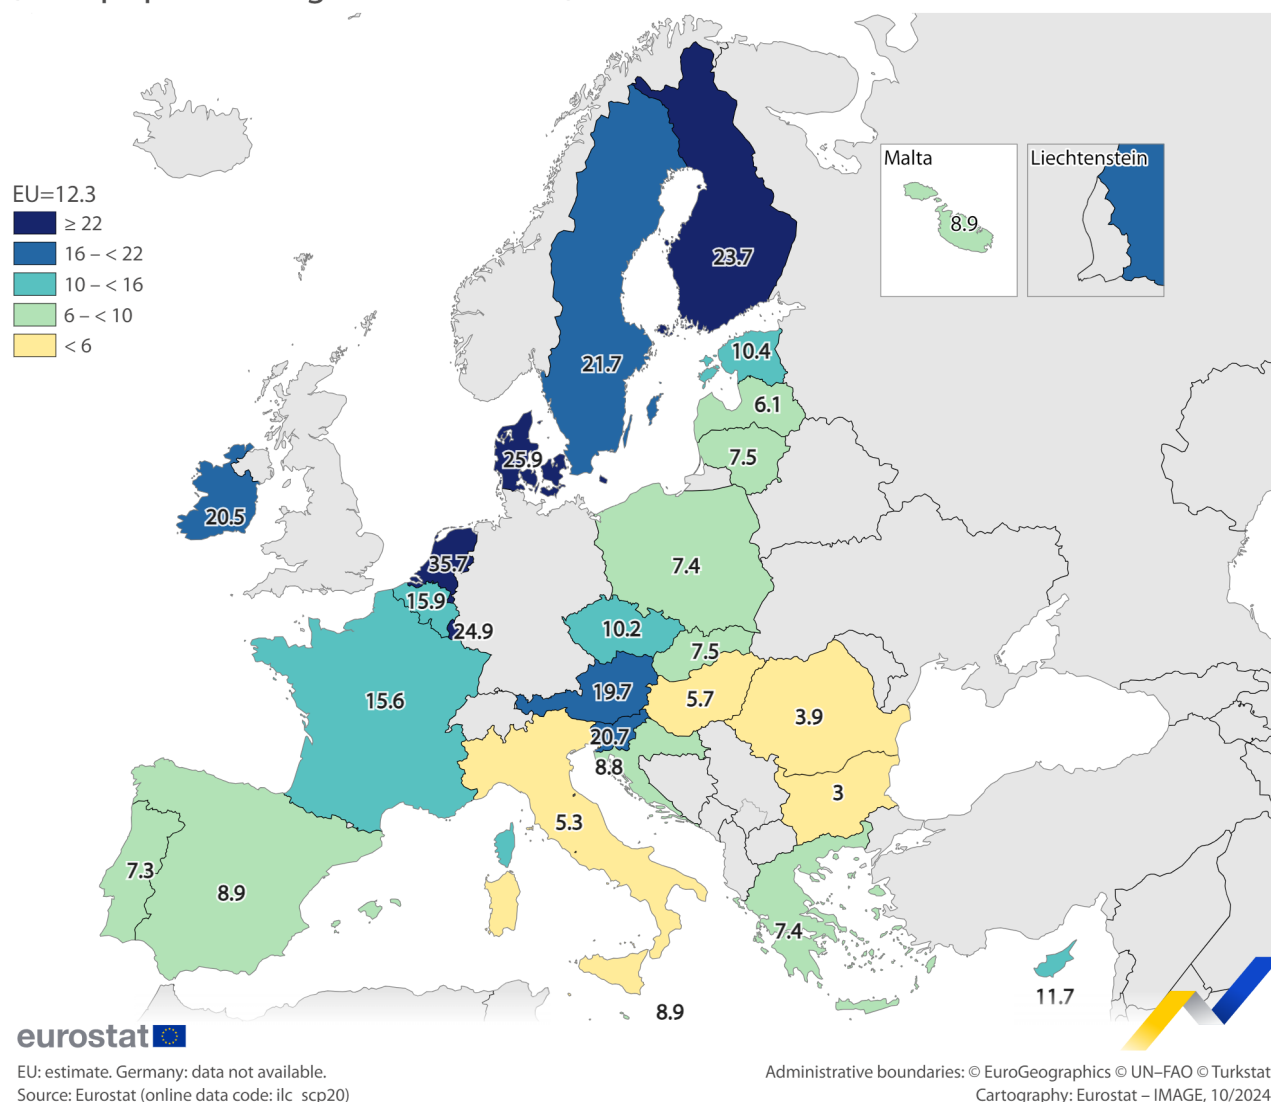 Malta
Liechtenstein
EU=12.3
≥ 22
16 – < 22
10 – < 16
6 – < 10
< 6
8.9
23.7
21.7
10.4
6.1
7.5
25.9
20.5
35.7
7.4
15.9
24.9
10.2
7.5
15.6
19.7
5.7
3.9
20.7
8.8
3
5.3
7.3
8.9
7.4
11.7
8.9
eurostat
EU: estimate. Germany: data not available.
Source: Eurostat (online data code: ilc_scp20)
Administrative boundaries: © EuroGeographics © UN–FAO © Turkstat
Cartography: Eurostat – IMAGE, 10/2024